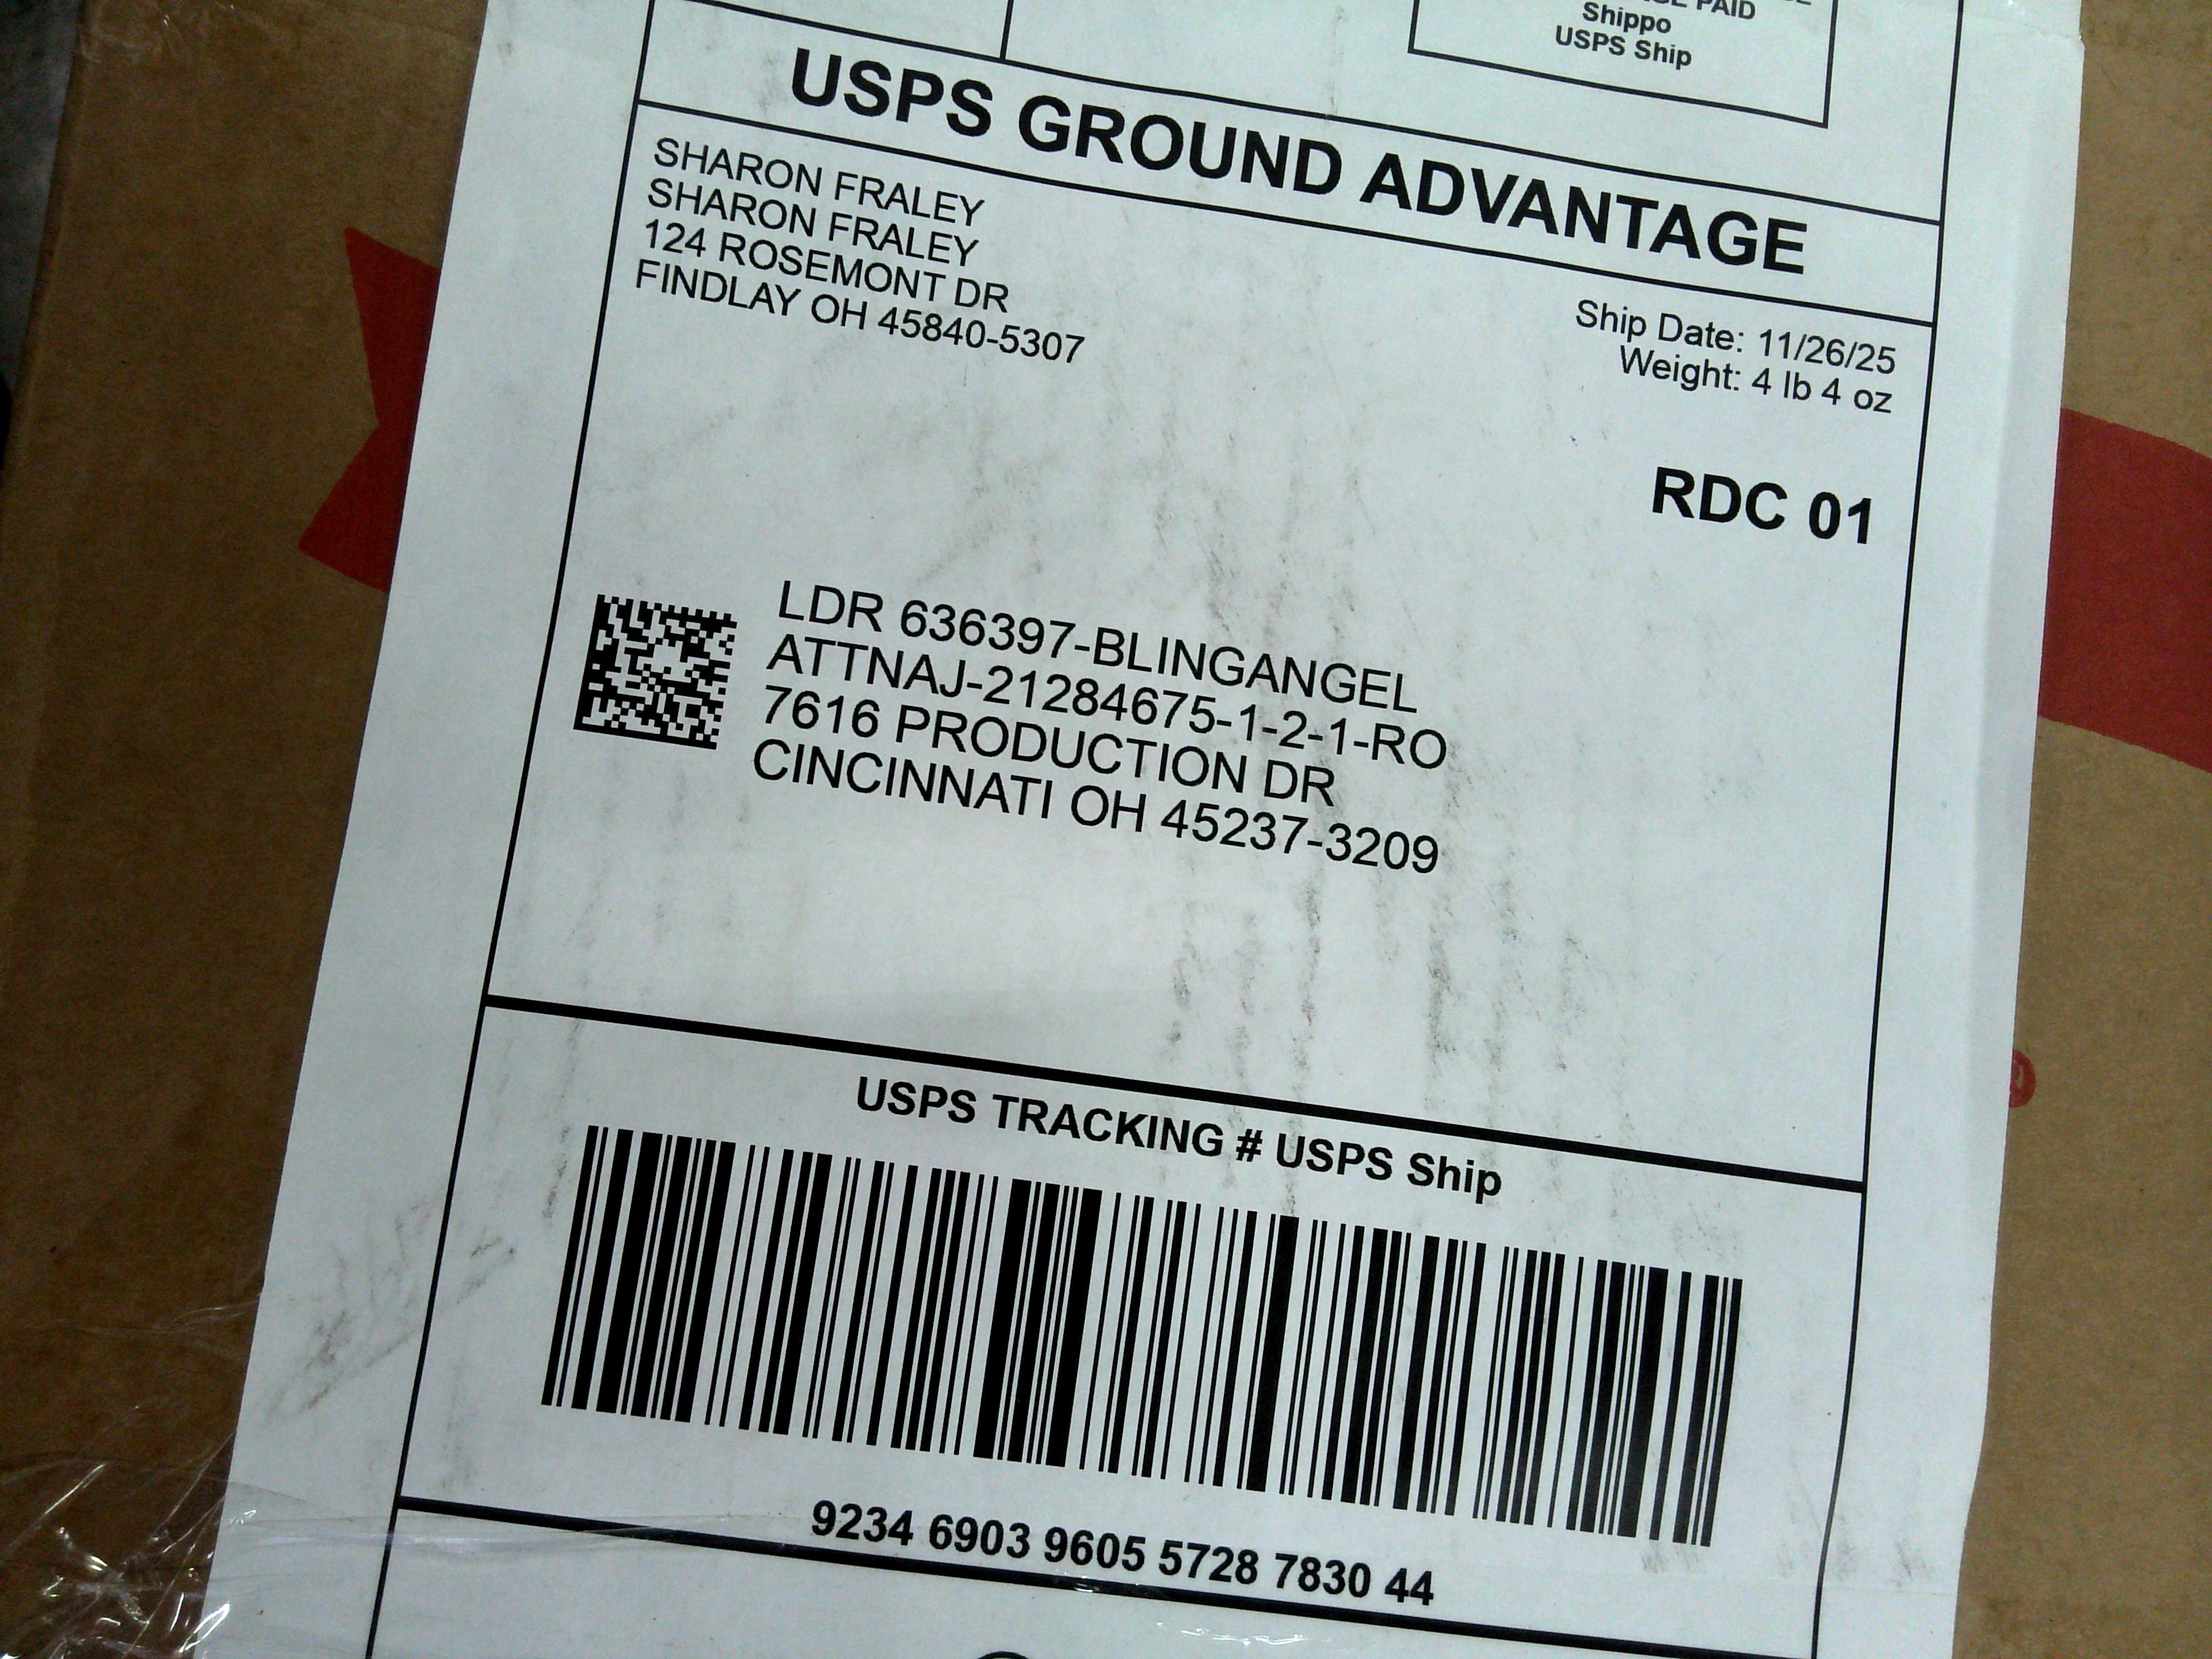 PAID
Shippo
USPS Ship
USPS GROUND ADVANTAGE
SHARON FRALEY
SHARON FRALEY
124 ROSEMONT DR
FINDLAY OH 45840-5307
Ship Date: 11/26/25
Weight: 4 lb 4 oz
RDC 01
LDR 636397-BLINGANGEL
ATTNAJ-21284675-1-2-1-RO
7616 PRODUCTION DR
CINCINNATI OH 45237-3209
USPS TRACKING # USPS Ship
9234 6903 9605 5728 7830 44